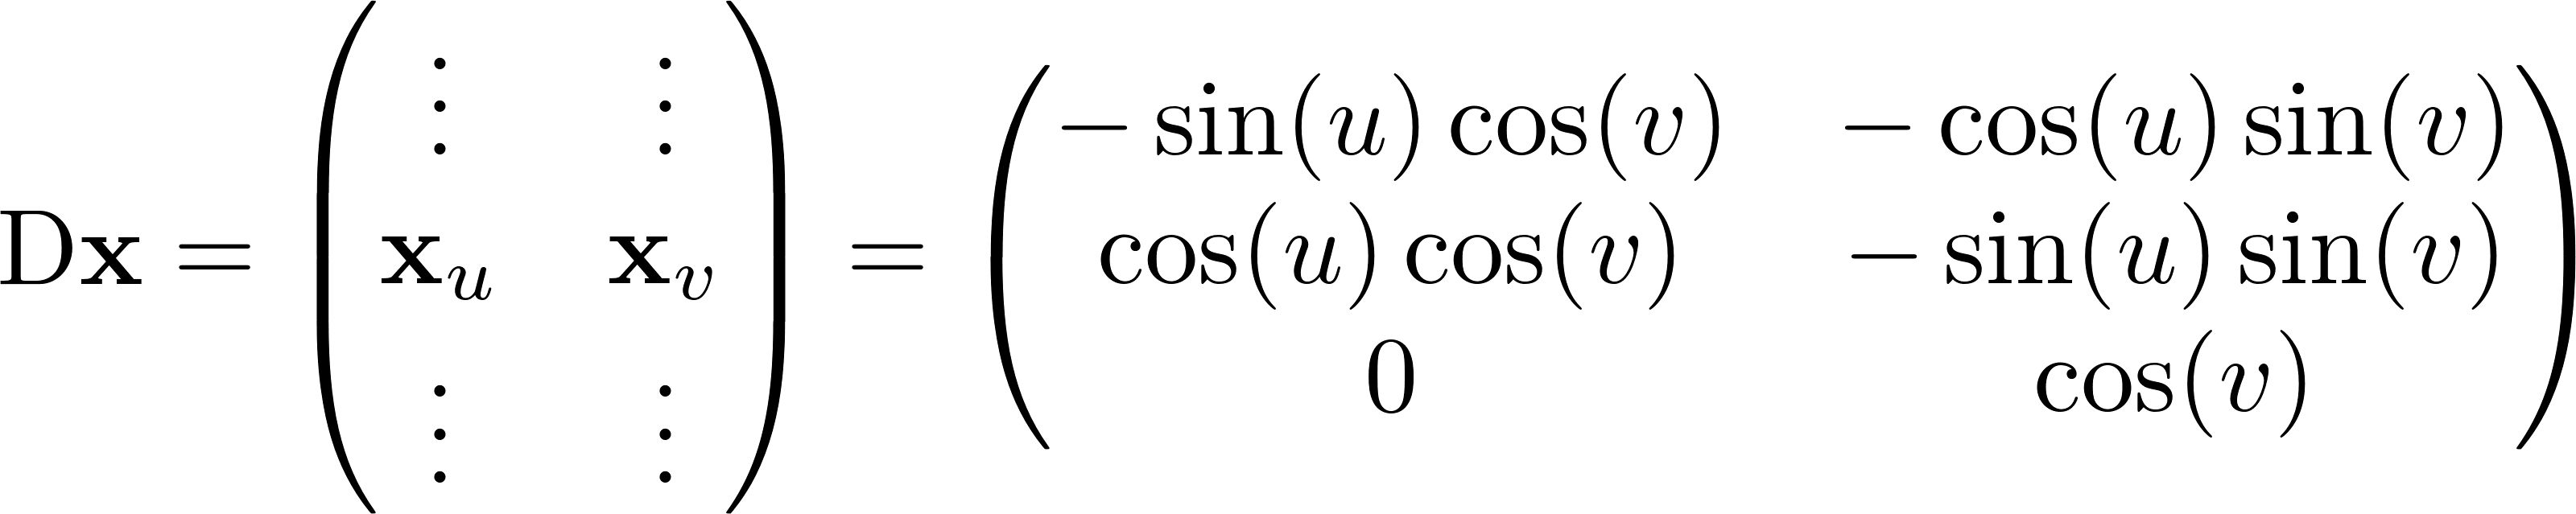 Dx = ( ⋮ ⋮ ; x_u x_v ; ⋮ ⋮ ) = ( − sin(u) cos(v) − cos(u) sin(v) ; cos(u) cos(v) − sin(u) sin(v) ; 0 cos(v) )